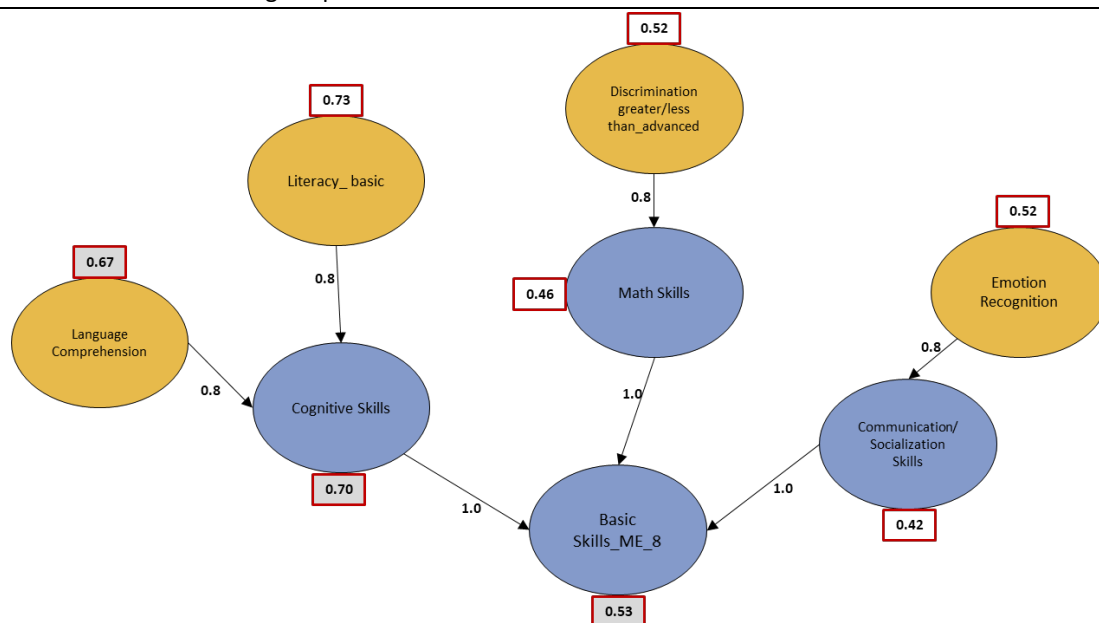 0.52
Discrimination
greater/less
than_advanced
0.73
Literacy_ basic
0.8
0.52
Emotion
Recognition
0.67
Language
Comprehension
0.8
0.46
Math Skills
0.8
0.8
Cognitive Skills
0.70
1.0
Communication/
Socialization
Skills
0.42
1.0
1.0
Basic
Skills_ME_8
0.53